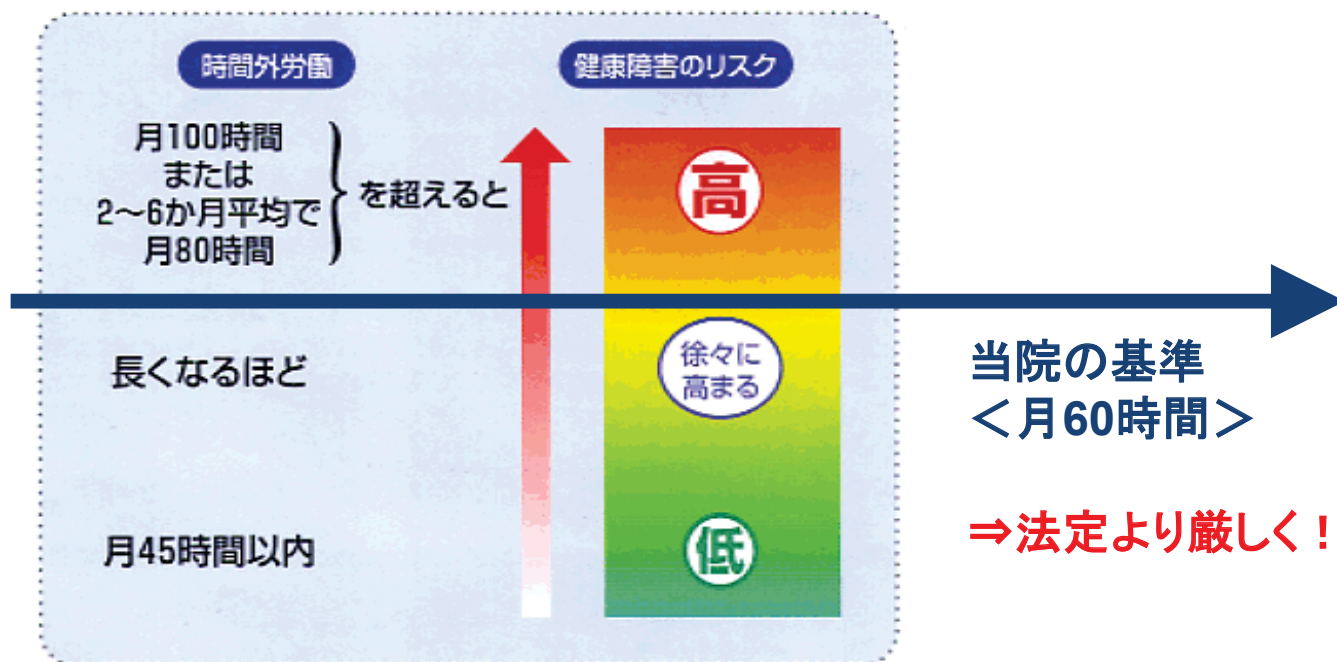 時間外労働
健康障害のリスク
月100時間
または
2～6か月平均で
月80時間
を超えると
高
長くなるほど
徐々に
高まる
月45時間以内
低
当院の基準
＜月60時間＞
⇒法定より厳しく！